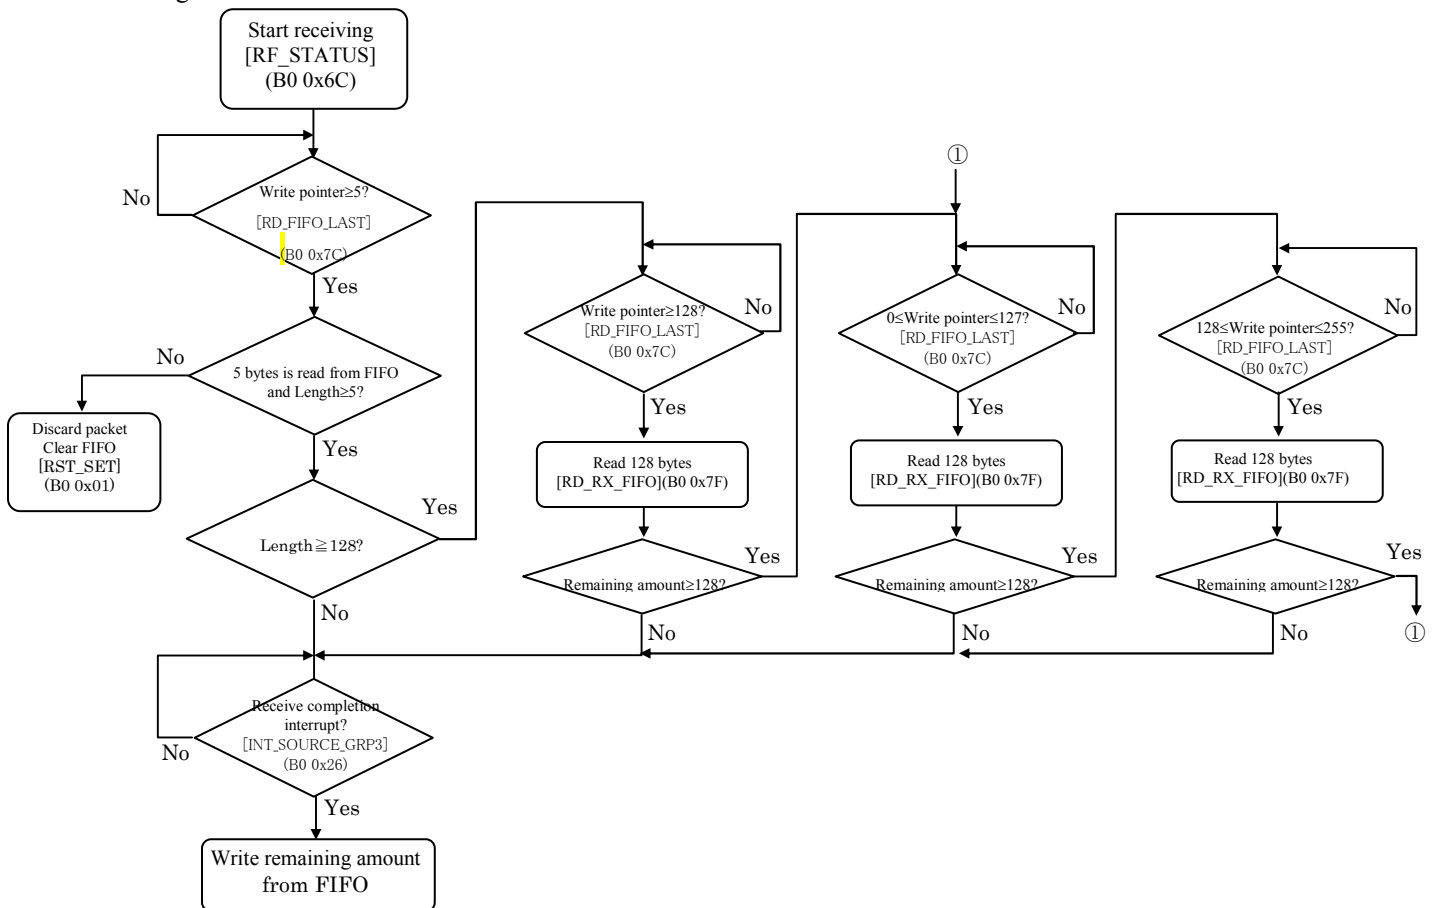 Start receiving
[RF_STATUS]
(B0 0x6C)
No
Write pointer≥5?
[RD_FIFO_LAST]
(B0 0x7C)
Yes
No
5 bytes is read from FIFO
and Length≥5?
Discard packet
Clear FIFO
[RST_SET]
(B0 0x01)
Yes
Length≧128?
Yes
No
Write pointer≥128?
[RD_FIFO_LAST]
(B0 0x7C)
No
Yes
Read 128 bytes
[RD_RX_FIFO](B0 0x7F)
Remaining amount≥128?
Yes
No
①
0≤Write pointer≤127?
[RD_FIFO_LAST]
(B0 0x7C)
No
Yes
Read 128 bytes
[RD_RX_FIFO](B0 0x7F)
Remaining amount≥128?
Yes
No
128≤Write pointer≤255?
[RD_FIFO_LAST]
(B0 0x7C)
No
Yes
Read 128 bytes
[RD_RX_FIFO](B0 0x7F)
Remaining amount≥128?
Yes
①
No
Receive completion
interrupt?
[INT_SOURCE_GRP3]
(B0 0x26)
No
Yes
Write remaining amount
from FIFO